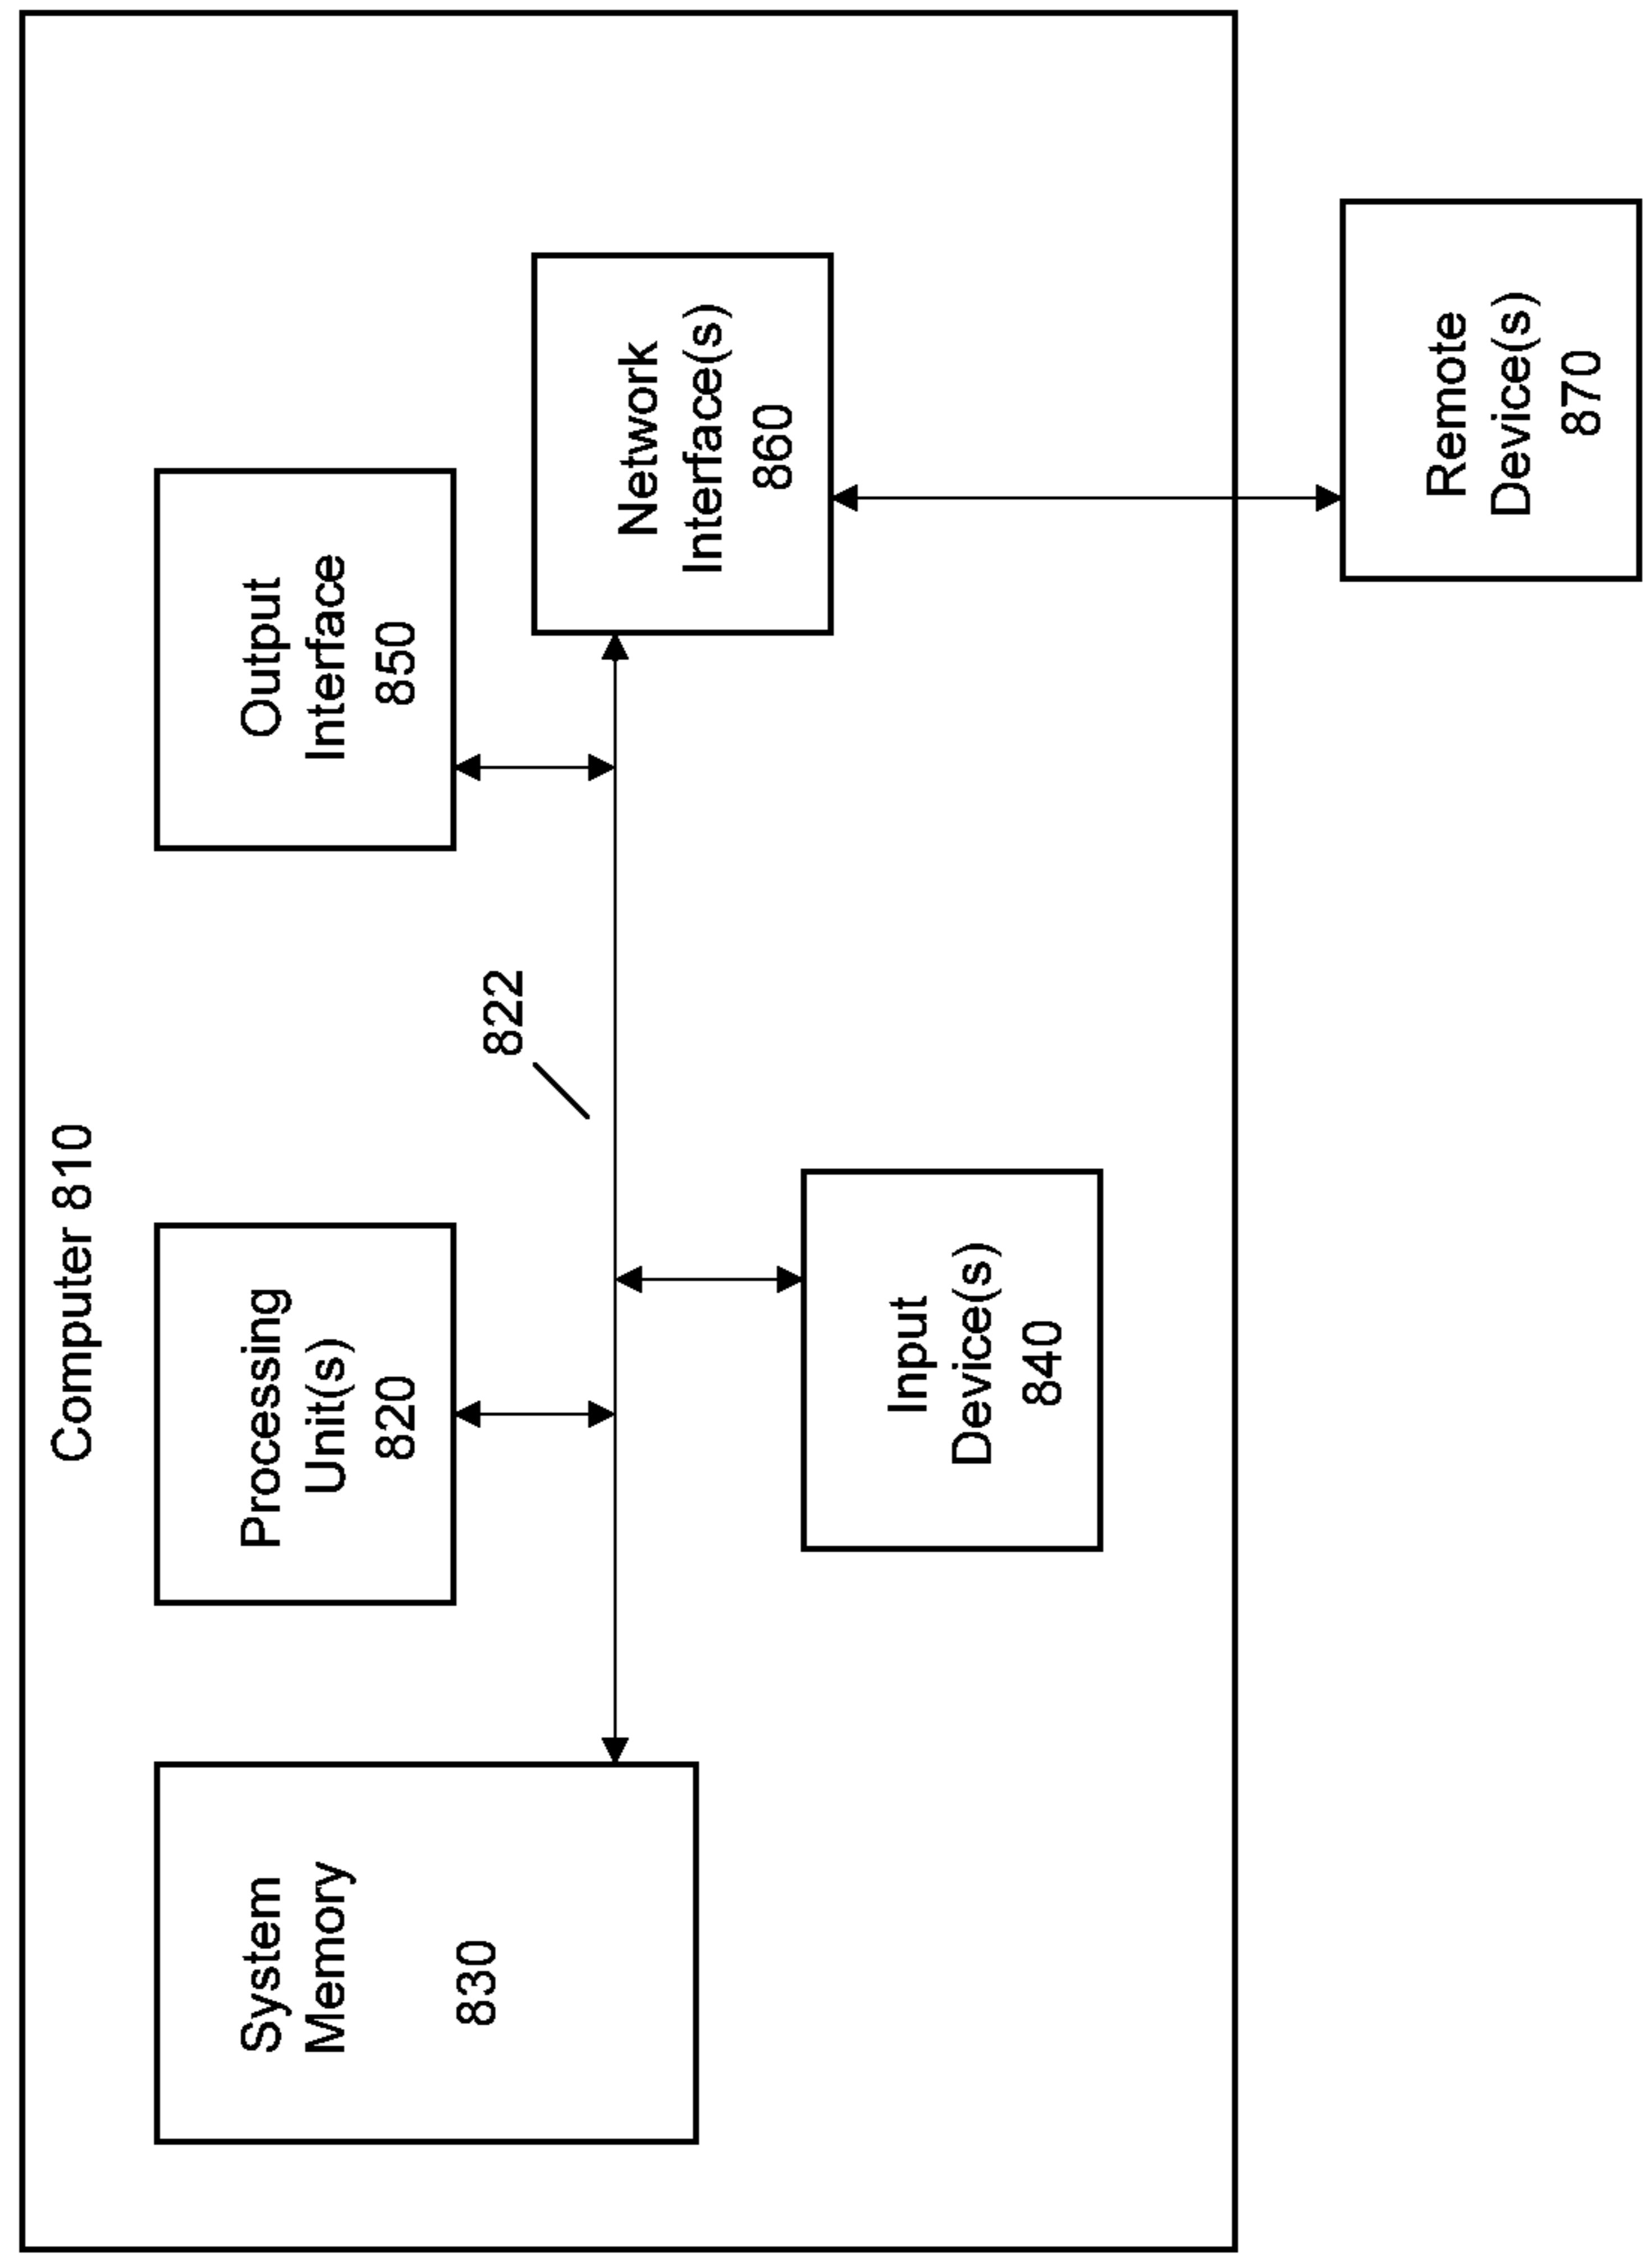 Computer 810
System
Memory
830
Processing
Unit(s)
820
822
Output
Interface
850
Input
Device(s)
840
Network
Interface(s)
860
Remote
Device(s)
870